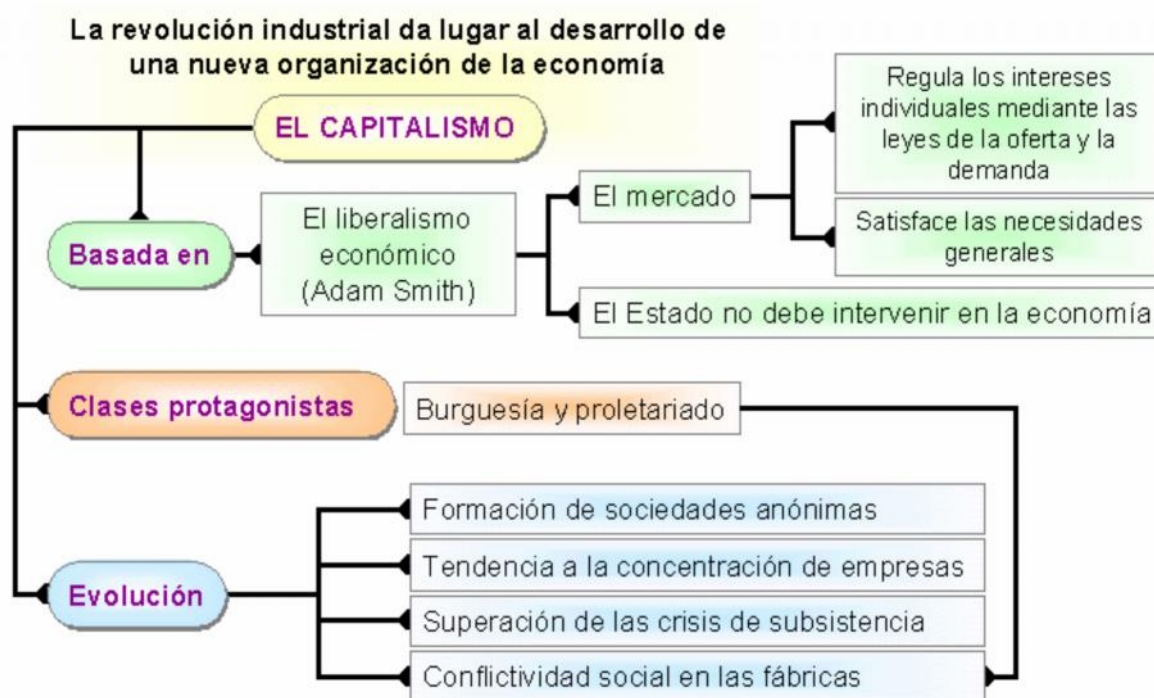 La revolución industrial da lugar al desarrollo de
una nueva organización de la economía
EL CAPITALISMO
Basada en
El liberalismo
económico
(Adam Smith)
El mercado
Regula los intereses
individuales mediante las
leyes de la oferta y la
demanda
Satisface las necesidades
generales
El Estado no debe intervenir en la economía
Clases protagonistas
Burguesía y proletariado
Evolución
Formación de sociedades anónimas
Tendencia a la concentración de empresas
Superación de las crisis de subsistencia
Conflictividad social en las fábricas